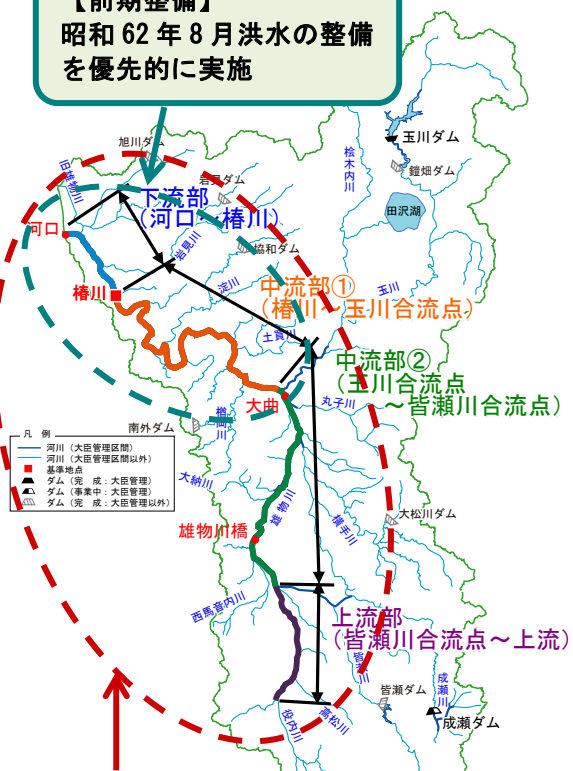 【前期整備】
昭和 62 年 8 月洪水の整備
を優先的に実施
玉川ダム
旭川ダム
桧木内川
鎧畑ダム
旧雄物川
岩見ダム
田沢湖
下流部
（河口～椿川）
河口
岩見川
協和ダム
淀川
玉川
椿川
中流部①
（椿川～玉川合流点）
土買川
中流部②
（玉川合流点
～皆瀬川合流点）
大曲
丸子川
楢岡川
南外ダム
凡 例
河川（大臣管理区間）
河川（大臣管理区間以外）
基準地点
ダム（完 成：大臣管理）
ダム（事業中：大臣管理）
ダム（完 成：大臣管理以外）
大納川
雄物川
横手川
大松川ダム
雄物川橋
西馬音内川
上流部
（皆瀬川合流点～上流）
皆瀬川
皆瀬ダム
成瀬川
成瀬ダム
役内川
高松川